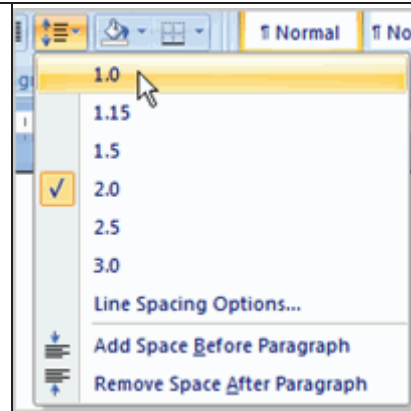 ¶ Normal ¶ No
1.0
1.15
1.5
2.0
2.5
3.0
Line Spacing Options...
Add Space Before Paragraph
Remove Space After Paragraph